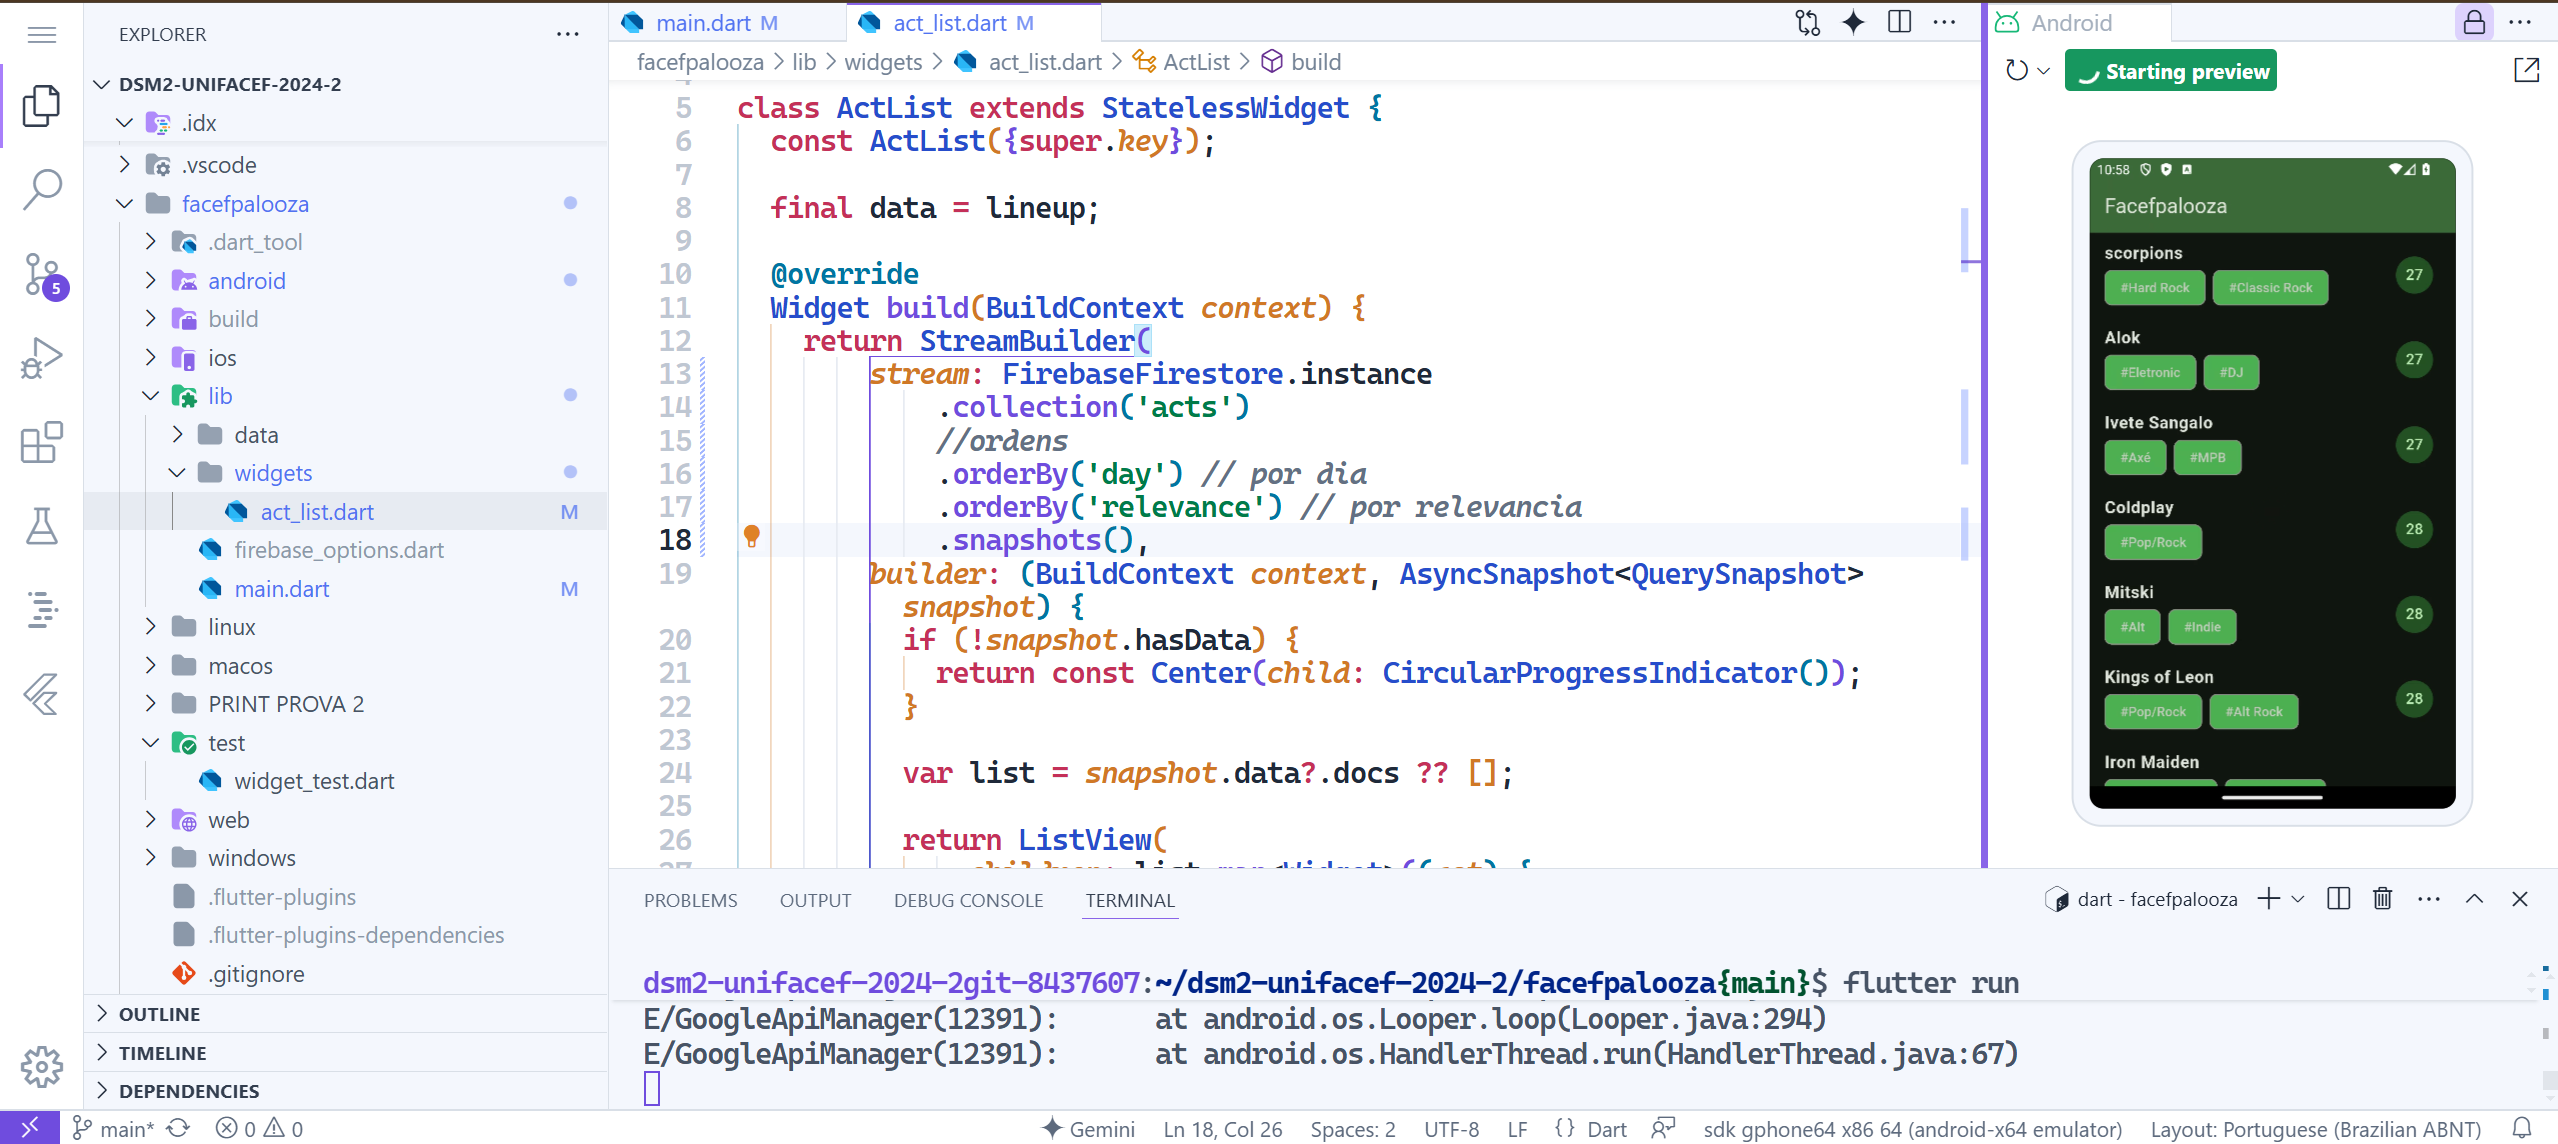 EXPLORER
DSM2-UNIFACEF-2024-2
.idx
.vscode
facefpalooza
.dart_tool
android
build
ios
lib
data
widgets
act_list.dart M
firebase_options.dart
main.dart M
linux
macos
PRINT PROVA 2
test
widget_test.dart
web
windows
.flutter-plugins
.flutter-plugins-dependencies
.gitignore
OUTLINE
TIMELINE
DEPENDENCIES
5
main.dart M act_list.dart M
facefpalooza > lib > widgets > act_list.dart > ActList > build
5 class ActList extends StatelessWidget {
6 const ActList({super.key});
7
8 final data = lineup;
9
10 @override
11 Widget build(BuildContext context) {
12 return StreamBuilder(
13 stream: FirebaseFirestore.instance
14 .collection('acts')
15 //ordens
16 .orderBy('day') // por dia
17 .orderBy('relevance') // por relevancia
18 .snapshots(),
19 builder: (BuildContext context, AsyncSnapshot<QuerySnapshot>
snapshot) {
20 if (!snapshot.hasData) {
21 return const Center(child: CircularProgressIndicator());
22 }
23
24 var list = snapshot.data?.docs ?? [];
25
26 return ListView(
Android
Starting preview
10:58
Facefpalooza
scorpions
#Hard Rock #Classic Rock
27
Alok
#Eletronic #DJ
27
Ivete Sangalo
#Axé #MPB
27
Coldplay
#Pop/Rock
28
Mitski
#Alt #Indie
28
Kings of Leon
#Pop/Rock #Alt Rock
28
Iron Maiden
PROBLEMS OUTPUT DEBUG CONSOLE TERMINAL
dart - facefpalooza
dsm2-unifacef-2024-2git-8437607:~/dsm2-unifacef-2024-2/facefpalooza{main}$ flutter run
E/GoogleApiManager(12391): at android.os.Looper.loop(Looper.java:294)
E/GoogleApiManager(12391): at android.os.HandlerThread.run(HandlerThread.java:67)
main* 0 0
Gemini Ln 18, Col 26 Spaces: 2 UTF-8 LF {} Dart sdk gphone64 x86 64 (android-x64 emulator) Layout: Portuguese (Brazilian ABNT)